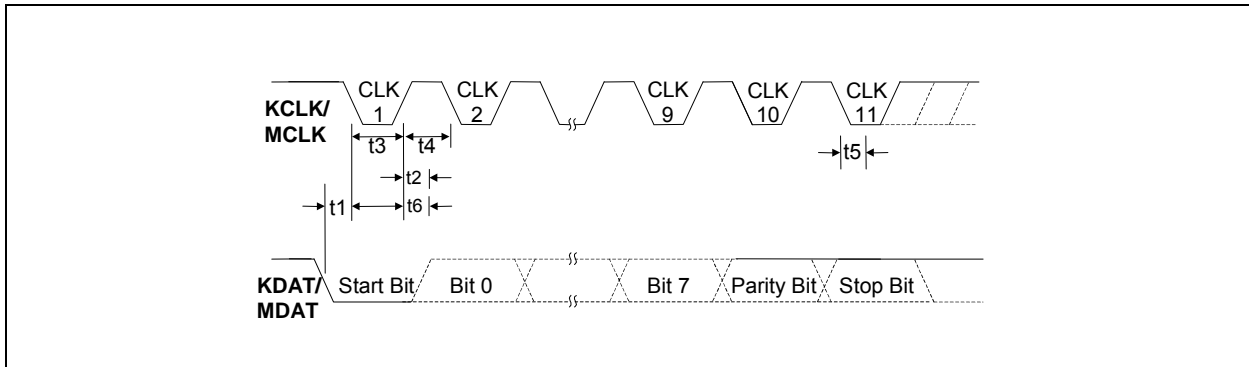 KCLK/
MCLK
CLK
1
CLK
2
CLK
9
CLK
10
CLK
11
t3
t4
t5
t2
t1
t6
KDAT/
MDAT
Start Bit
Bit 0
Bit 7
Parity Bit
Stop Bit